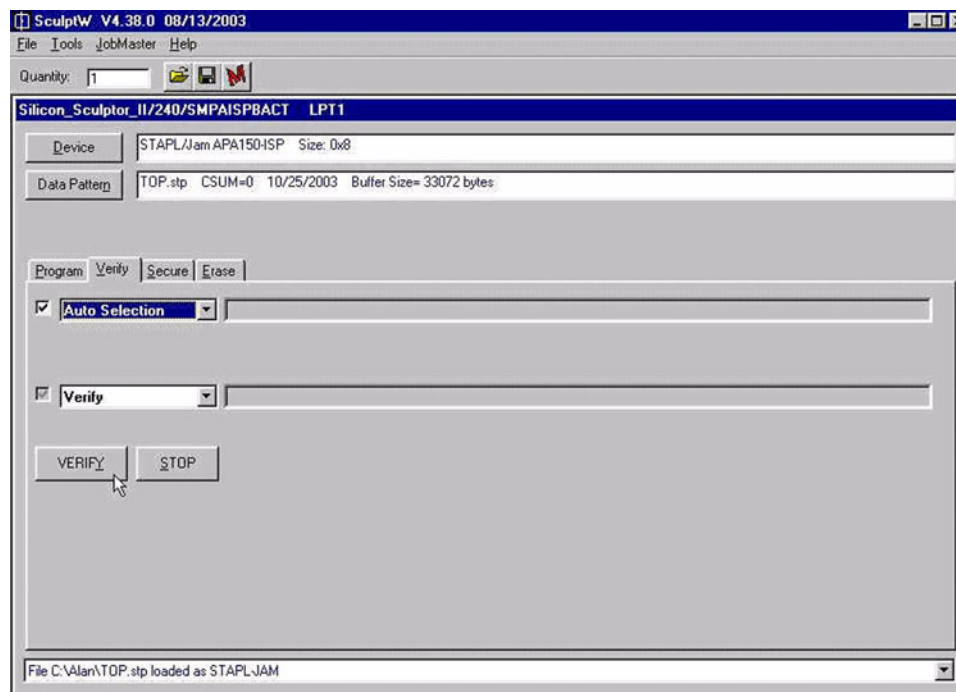 SculptW V4.38.0 08/13/2003
File Tools JobMaster Help
Quantity: 1
Silicon_Sculptor_II/240/SMPAISPBACT LPT1
Device STAPL/Jam APA150-ISP Size: 0x8
Data Pattern TOP.stp CSUM=0 10/25/2003 Buffer Size= 33072 bytes
Program Verify Secure Erase
Auto Selection
Verify
VERIFY STOP
File C:\Alan\TOP.stp loaded as STAPL-JAM